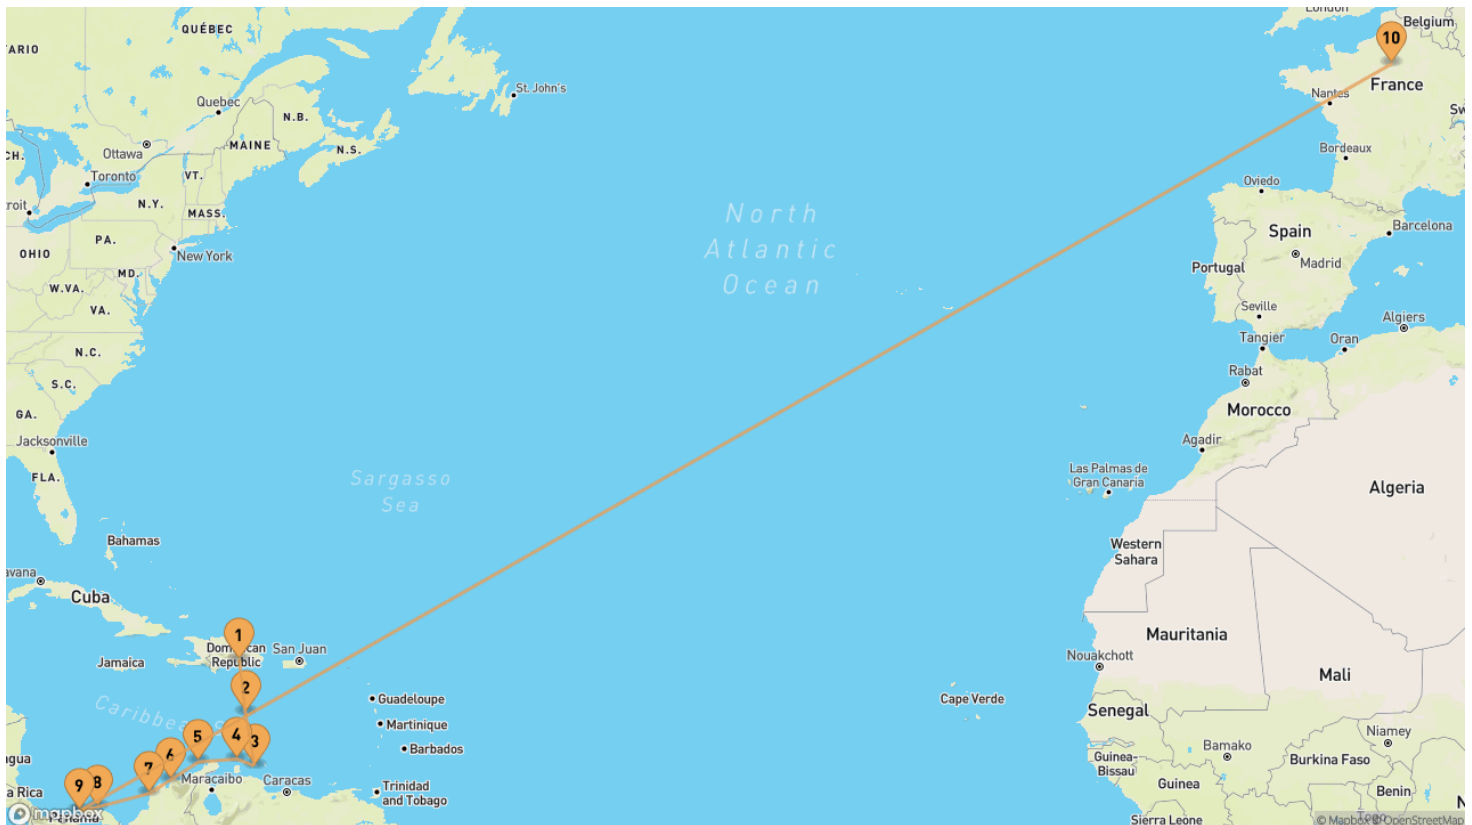 London
Belgium
QUÉBEC
10
ARIO
France
St. John's
Nantes
Sw
Quebec
N.B.
MAINE
Ottawa
N.S.
Bordeaux
CH.
Toronto
VT.
Oviedo
N.Y.
MASS.
roit
North
Atlantic
Ocean
PA.
Spain
Barcelona
OHIO
New York
Madrid
MD.
Portugal
W.VA.
VA.
Seville
Algiers
Tangier
Oran
N.C.
Rabat
S.C.
Morocco
GA.
Jacksonville
Agadir
FLA.
Sargasso
Sea
Las Palmas de
Gran Canaria
Algeria
Bahamas
Western
Sahara
avana
Cuba
1
Mauritania
Dominican
Republic
San Juan
Jamaica
Nouakchott
Mali
2
Guadeloupe
Cape Verde
Senegal
Martinique
5
4
3
Barbados
Niamey
Bamako
gua
6
Guinea-
Bissau
Burkina Faso
7
Maracaibo
Caracas
Guinea
a Rica
9
8
Trinidad
and Tobago
Benin
N
mapbox
Panama
Togo
Sierra Leone
© Mapbox © OpenStreetMap